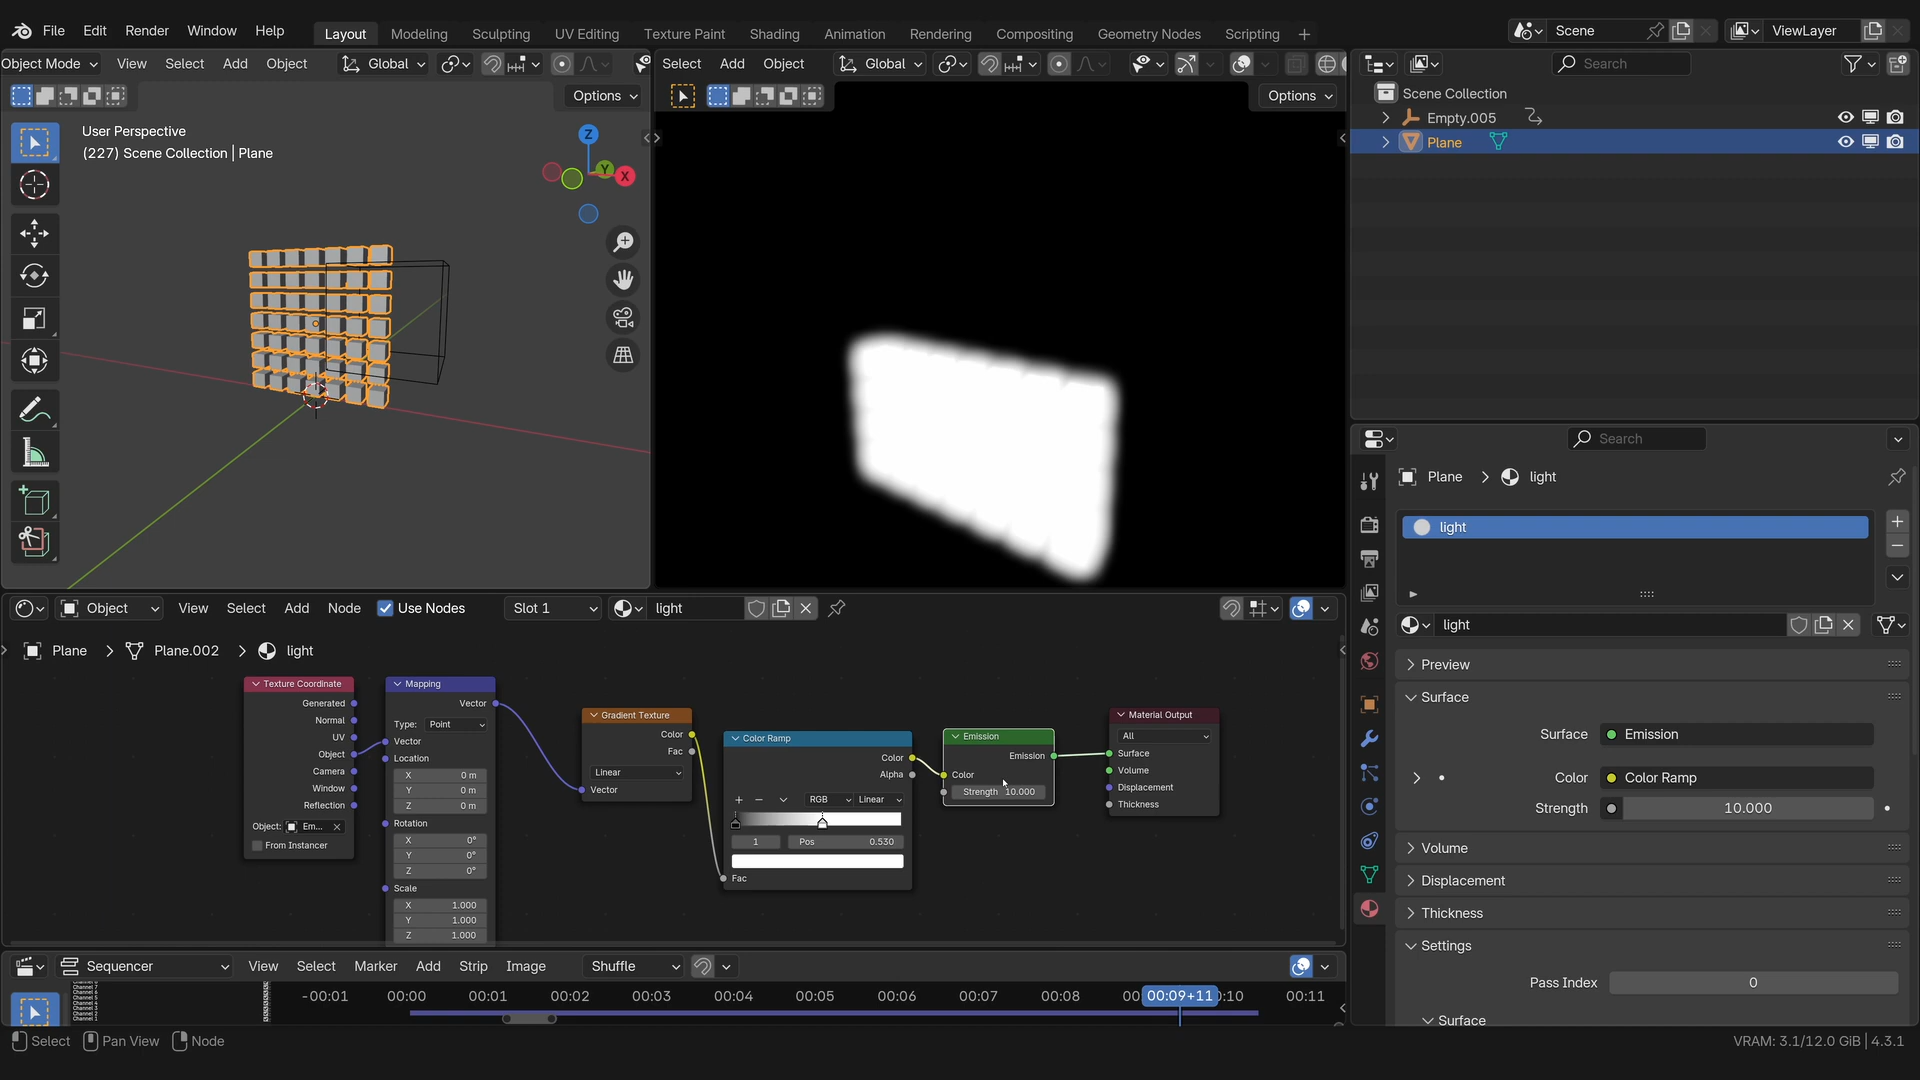 File Edit Render Window Help Layout Modeling Sculpting UV Editing Texture Paint Shading Animation Rendering Compositing Geometry Nodes Scripting + Scene ViewLayer
Object Mode View Select Add Object Global
Select Add Object Global
Search
Options
Options
User Perspective
(227) Scene Collection | Plane
Z
Y
X
Scene Collection
Empty.005
Plane
Search
Plane > light
light
light
Preview
Surface
Surface Emission
Color Color Ramp
Strength 10.000
Volume
Displacement
Thickness
Settings
Pass Index 0
Surface
Object View Select Add Node Use Nodes Slot 1 light
Plane > Plane.002 > light
Texture Coordinate
Generated
Normal
UV
Object
Camera
Window
Reflection
Object: Em...
From Instancer
Mapping
Vector
Type: Point
Vector
Location
X 0 m
Y 0 m
Z 0 m
Rotation
X 0°
Y 0°
Z 0°
Scale
X 1.000
Y 1.000
Z 1.000
Gradient Texture
Color
Fac
Linear
Vector
Color Ramp
Color
Alpha
RGB Linear
1 Pos 0.530
Fac
Emission
Emission
Color
Strength 10.000
Material Output
All
Surface
Volume
Displacement
Thickness
Sequencer View Select Marker Add Strip Image Shuffle
-00:01 00:00 00:01 00:02 00:03 00:04 00:05 00:06 00:07 00:08 00:09+11 :10 00:11
Select Pan View Node
VRAM: 3.1/12.0 GiB | 4.3.1